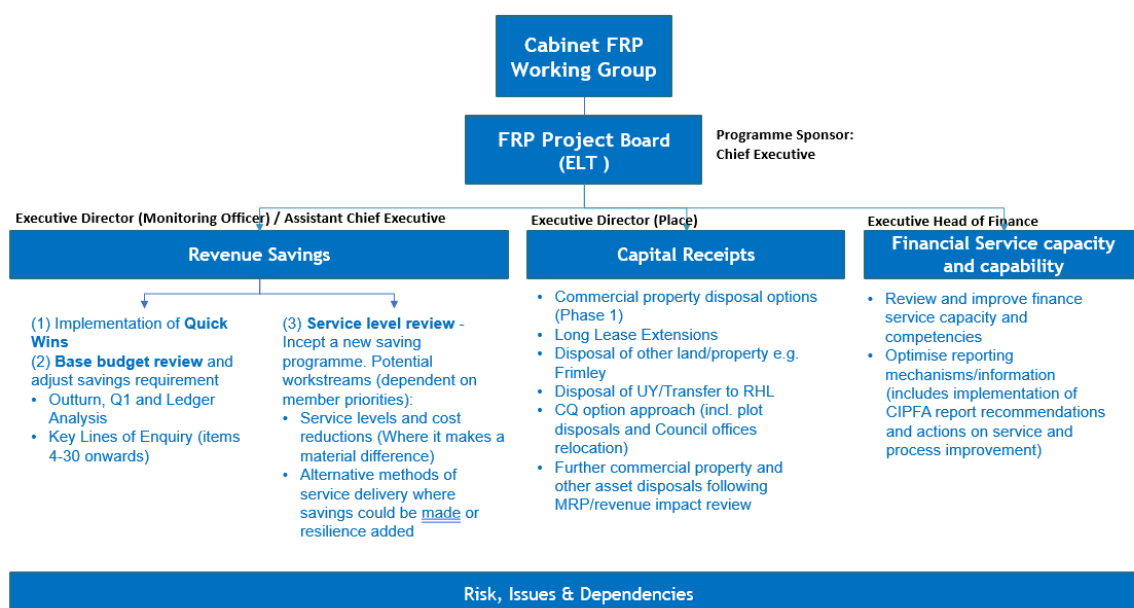 Cabinet FRP
Working Group
FRP Project Board
(ELT )
Programme Sponsor:
Chief Executive
Executive Director (Monitoring Officer) / Assistant Chief Executive
Revenue Savings
(1) Implementation of Quick
Wins
(2) Base budget review and
adjust savings requirement
• Outturn, Q1 and Ledger
Analysis
• Key Lines of Enquiry (items
4-30 onwards)
(3) Service level review -
Incept a new saving
programme. Potential
workstreams (dependent on
member priorities):
• Service levels and cost
reductions (Where it makes a
material difference)
• Alternative methods of
service delivery where
savings could be made or
resilience added
Executive Director (Place)
Capital Receipts
• Commercial property disposal options
(Phase 1)
• Long Lease Extensions
• Disposal of other land/property e.g.
Frimley
• Disposal of UY/Transfer to RHL
• CQ option approach (incl. plot
disposals and Council offices
relocation)
• Further commercial property and
other asset disposals following
MRP/revenue impact review
Executive Head of Finance
Financial Service capacity
and capability
• Review and improve finance
service capacity and
competencies
• Optimise reporting
mechanisms/information
(includes implementation of
CIPFA report recommendations
and actions on service and
process improvement)
Risk, Issues & Dependencies